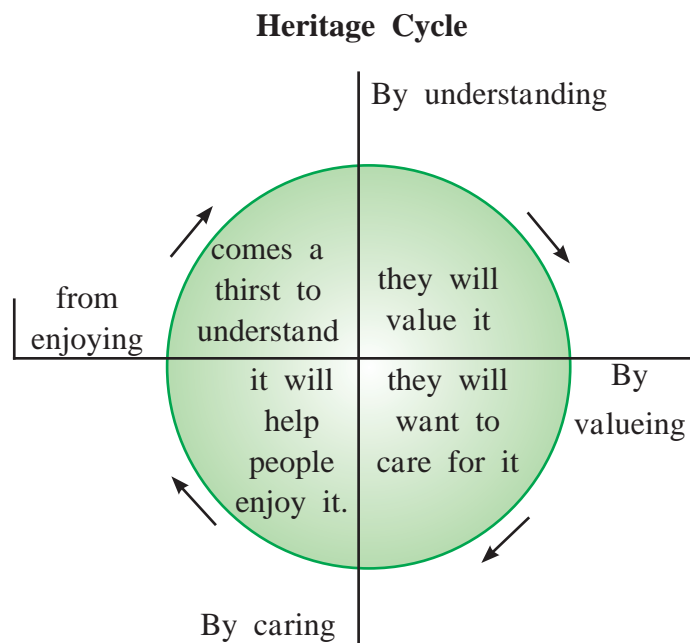 Heritage Cycle
By understanding
they will
value it
By
valueing
they will
want to
care for it
By caring
it will
help
people
enjoy it.
from
enjoying
comes a
thirst to
understand